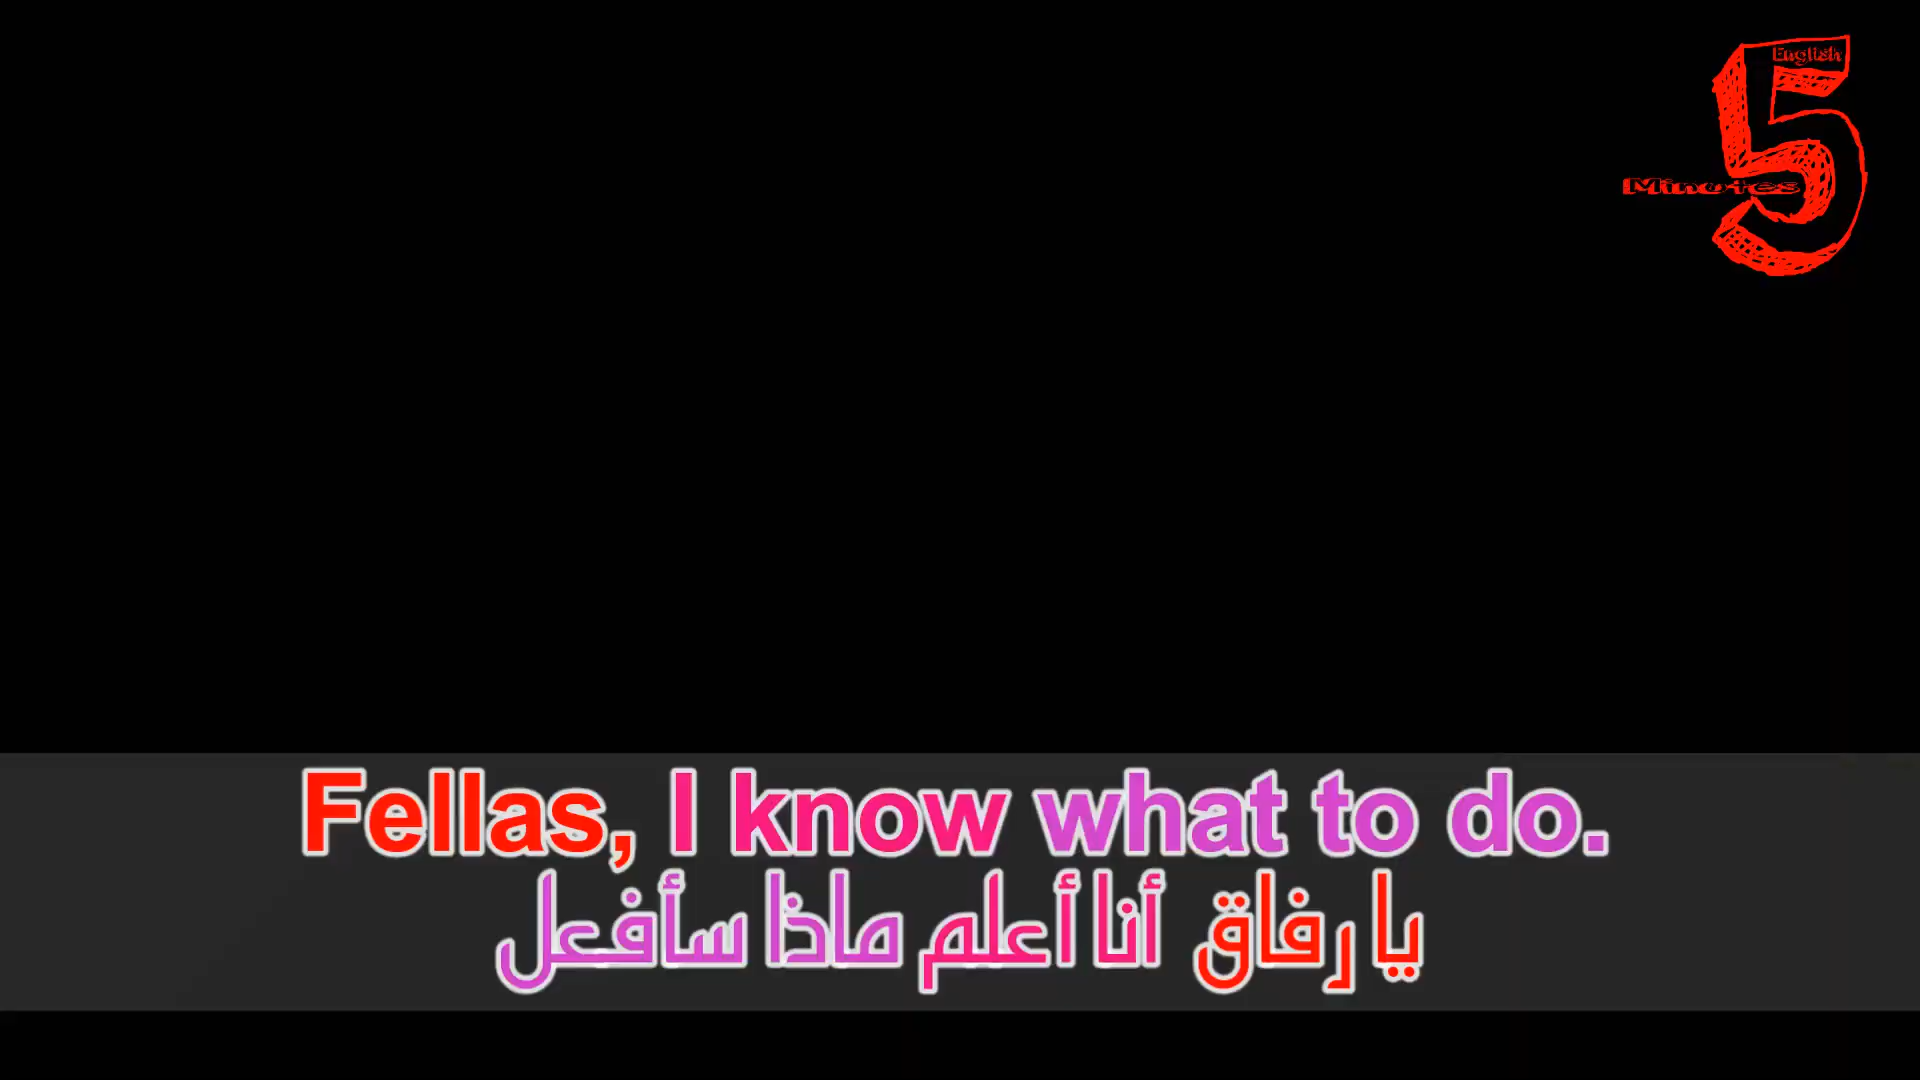 English
5
Minutes
Fellas, I know what to do.
يا رفاق أنا أعلم ماذا سأفعل